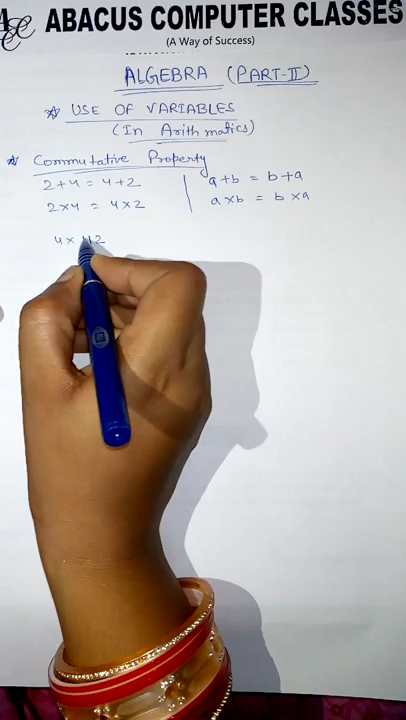 ABACUS COMPUTER CLASSES
(A Way of Success)
ALGEBRA (PART-II)
☆ USE OF VARIABLES
(In Arithmatics)
☆ Commutative Property
2+4 = 4+2 | a+b = b+a
2×4 = 4×2 | a×b = b×a
4×